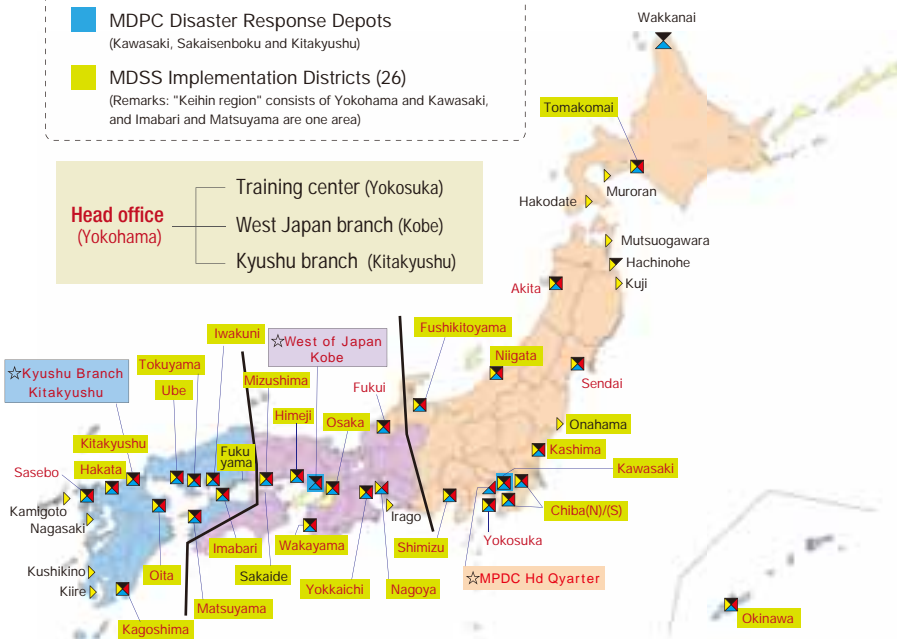 MDPC Disaster Response Depots
(Kawasaki, Sakaisenboku and Kitakyushu)
MDSS Implementation Districts (26)
(Remarks: "Keihin region" consists of Yokohama and Kawasaki,
and Imabari and Matsuyama are one area)
Head office
(Yokohama)
Training center (Yokosuka)
West Japan branch (Kobe)
Kyushu branch (Kitakyushu)
Wakkanai
Tomakomai
Muroran
Hakodate
Mutsuogawara
Hachinohe
Kuji
Akita
Iwakuni
☆West of Japan
Kobe
Fushikitoyama
Niigata
Sendai
☆Kyushu Branch
Kitakyushu
Tokuyama
Ube
Mizushima
Himeji
Fukui
Osaka
Onahama
Kashima
Kitakyushu
Fuku
yama
Kawasaki
Sasebo
Hakata
Chiba(N)/(S)
Kamigoto
Nagasaki
Irago
Yokosuka
Imabari
Wakayama
Shimizu
Kushikino
Kiire
Oita
Sakaide
Yokkaichi
Nagoya
☆MPDC Hd Qyarter
Matsuyama
Kagoshima
Okinawa